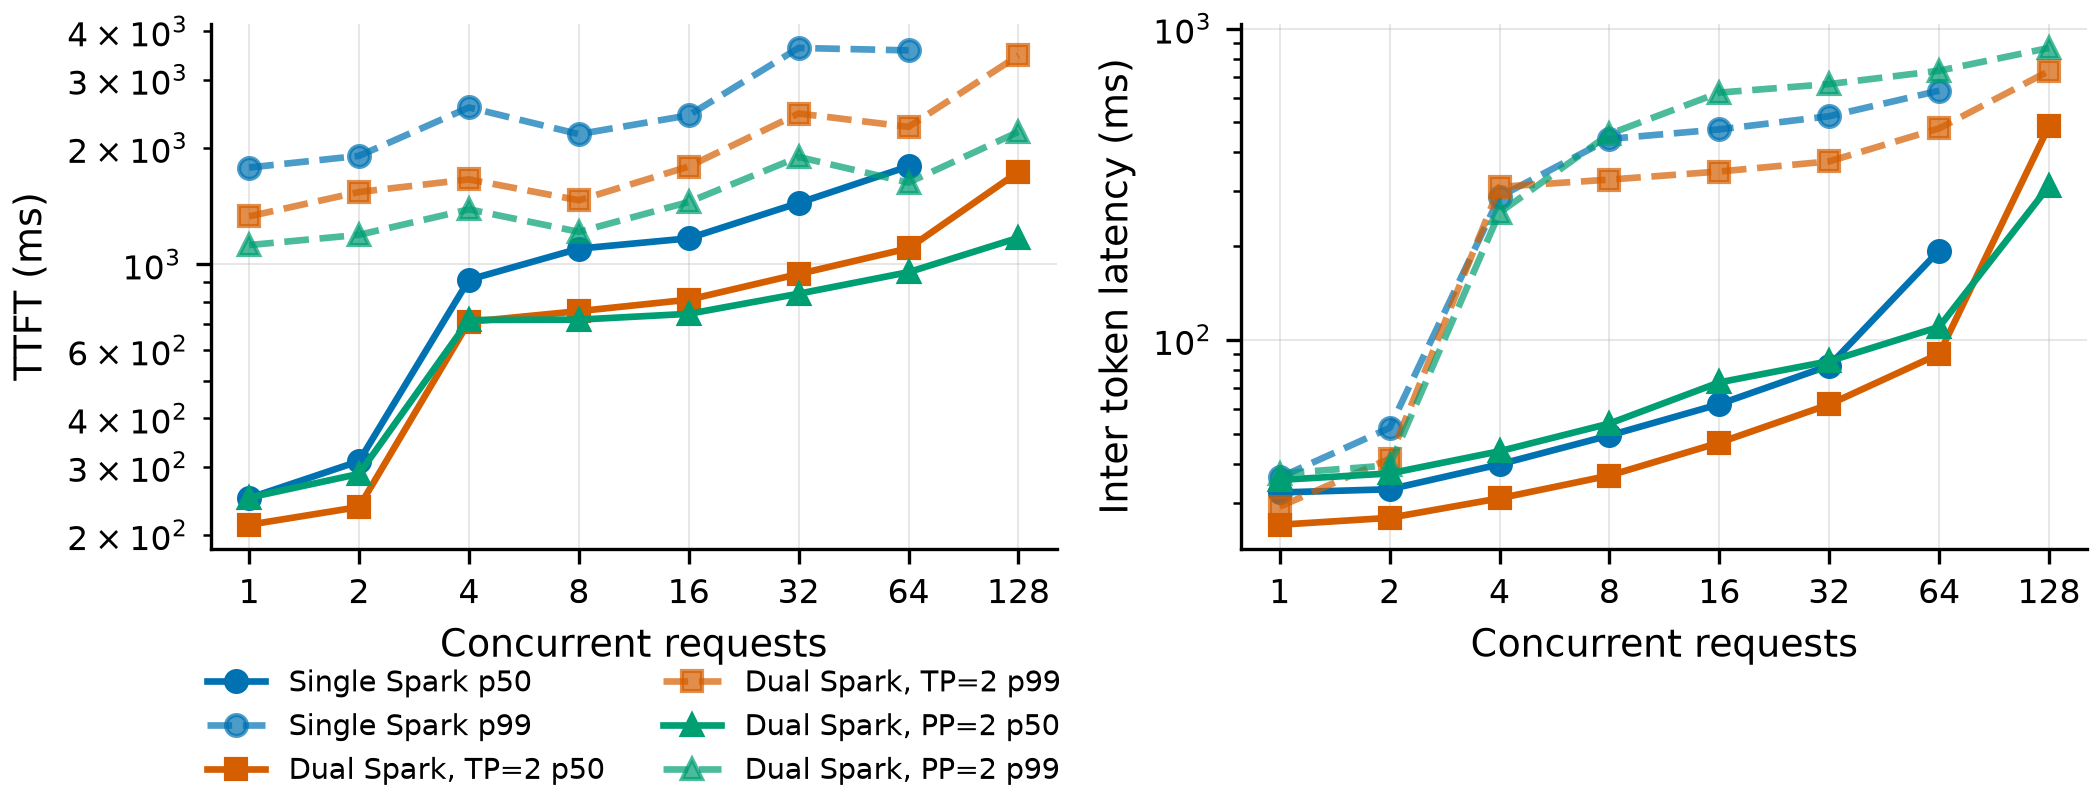 TTFT (ms)
4 × 10³
3 × 10³
2 × 10³
10³
6 × 10²
4 × 10²
3 × 10²
2 × 10²
1 2 4 8 16 32 64 128
Concurrent requests
Inter token latency (ms)
10³
10²
1 2 4 8 16 32 64 128
Concurrent requests
Single Spark p50
Single Spark p99
Dual Spark, TP=2 p50
Dual Spark, TP=2 p99
Dual Spark, PP=2 p50
Dual Spark, PP=2 p99